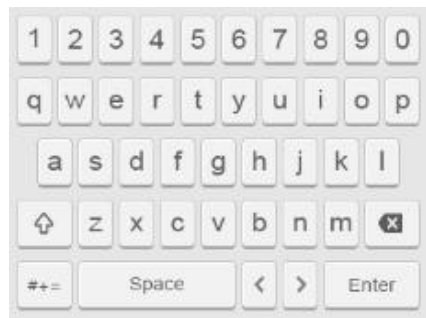 1 2 3 4 5 6 7 8 9 0
q w e r t y u i o p
a s d f g h j k l
z x c v b n m
#+= Space < > Enter